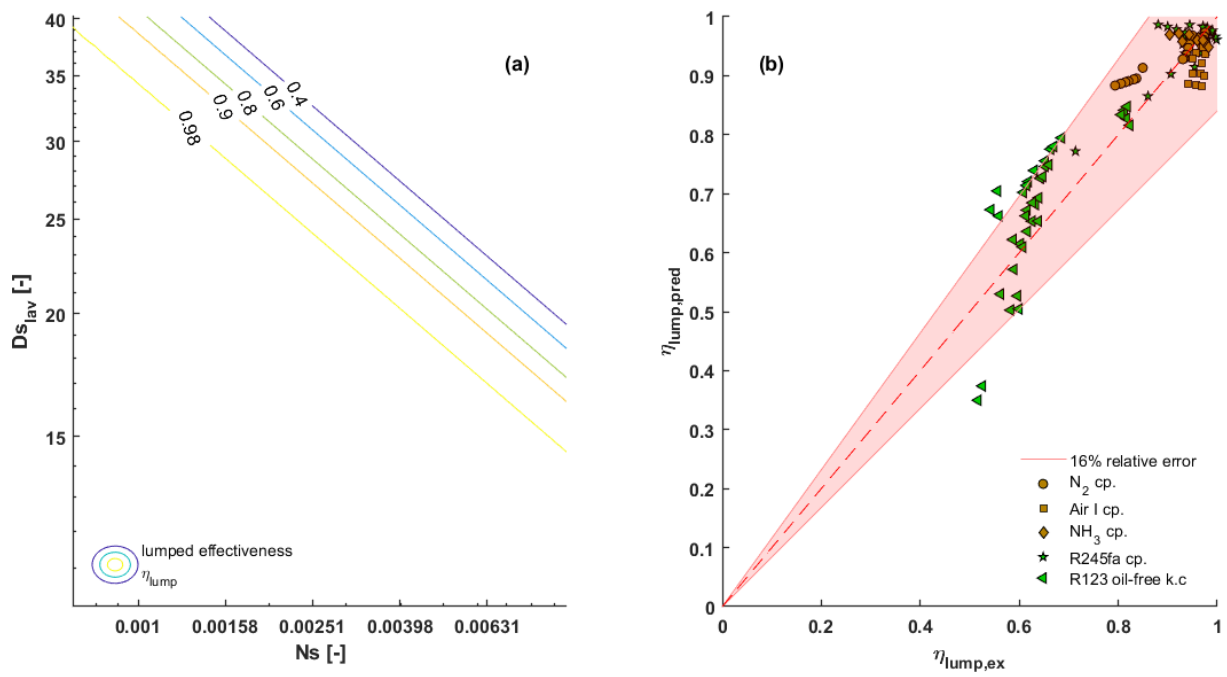 (a)
40
35
30
25
20
15
Ds_lav [-]
0.98
0.9
0.8
0.6
0.4
lumped effectiveness
η_lump
0.001
0.00158
0.00251
0.00398
0.00631
Ns [-]
(b)
1
0.9
0.8
0.7
0.6
0.5
0.4
0.3
0.2
0.1
0
η_lump,pred
16% relative error
N_2 cp.
Air I cp.
NH_3 cp.
R245fa cp.
R123 oil-free k.c
0
0.2
0.4
0.6
0.8
1
η_lump,ex